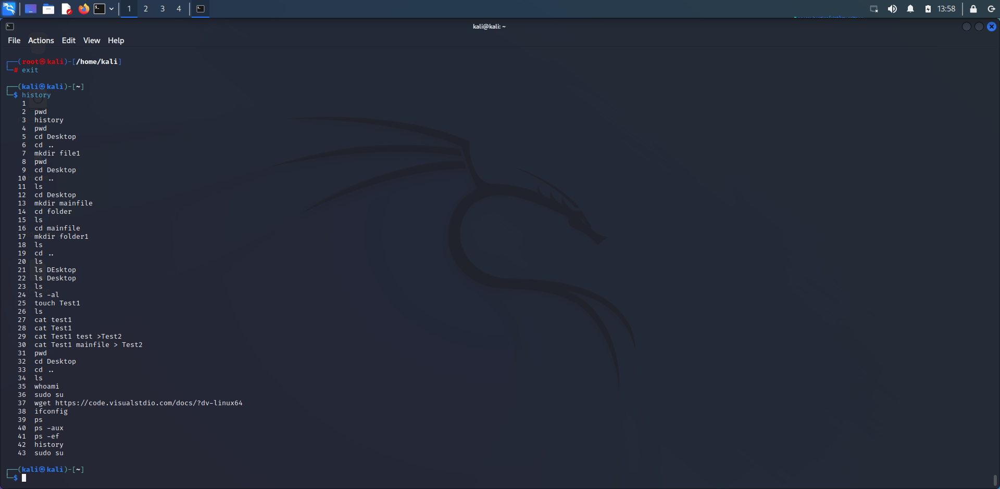 1 2 3 4 13:58
kali@kali: ~
File Actions Edit View Help
┌──(root㉿kali)-[/home/kali]
└─# exit
┌──(kali㉿kali)-[~]
└─$ history
1
2 pwd
3 history
4 pwd
5 cd Desktop
6 cd ..
7 mkdir file1
8 pwd
9 cd Desktop
10 cd ..
11 ls
12 cd Desktop
13 mkdir mainfile
14 cd folder
15 ls
16 cd mainfile
17 mkdir folder1
18 ls
19 cd ..
20 ls
21 ls DEsktop
22 ls Desktop
23 ls
24 ls -al
25 touch Test1
26 ls
27 cat test1
28 cat Test1
29 cat Test1 test >Test2
30 cat Test1 mainfile > Test2
31 pwd
32 cd Desktop
33 cd ..
34 ls
35 whoami
36 sudo su
37 wget https://code.visualstdio.com/docs/?dv-linux64
38 ifconfig
39 ps
40 ps -aux
41 ps -ef
42 history
43 sudo su
┌──(kali㉿kali)-[~]
└─$